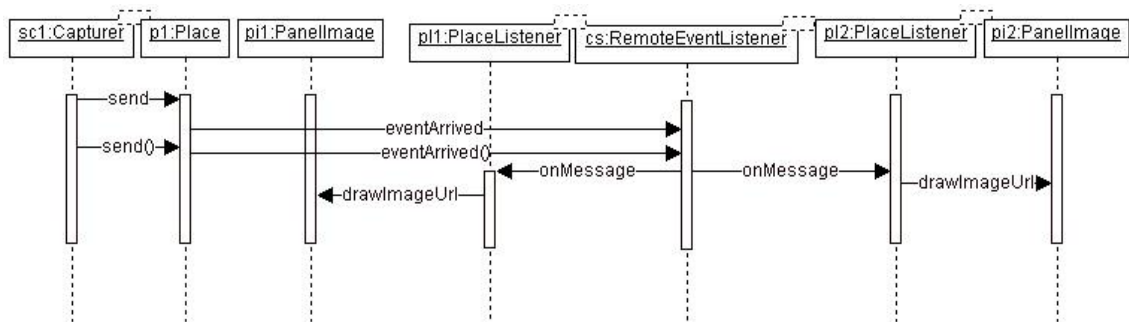 sc1:Capturer
p1:Place
pi1:PanelImage
pl1:PlaceListener
cs:RemoteEventListener
pl2:PlaceListener
pi2:PanelImage
send
eventArrived
send()
eventArrived()
onMessage
onMessage
drawImageUrl
drawImageUrl